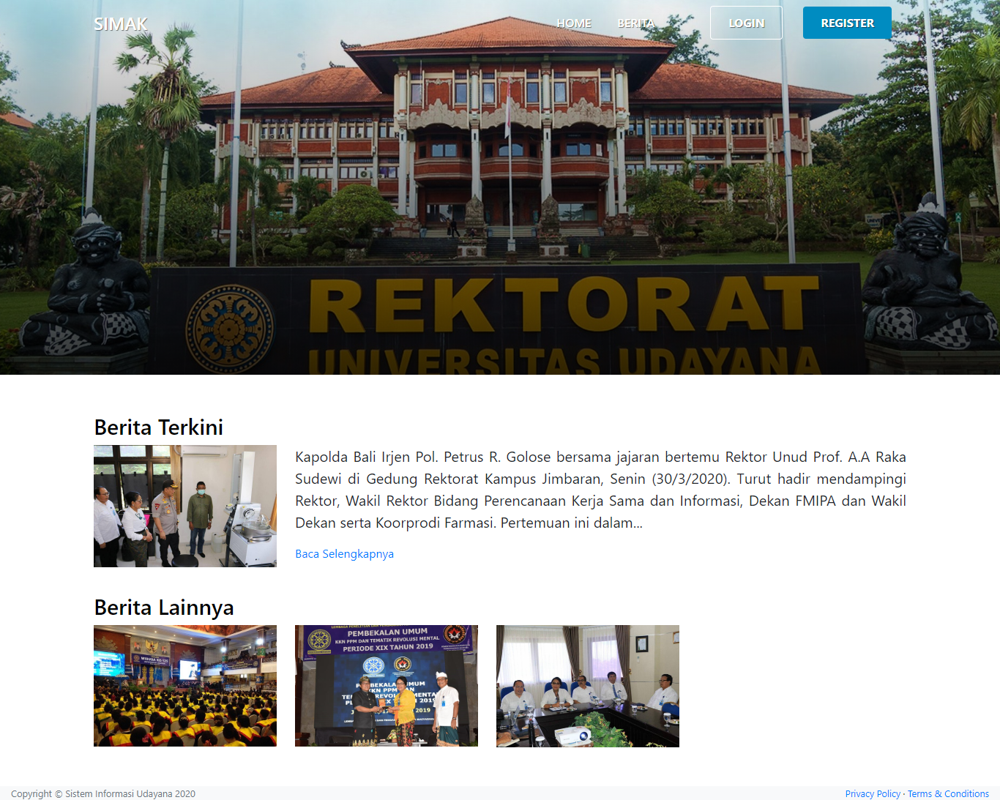 SIMAK
HOME
BERITA
LOGIN
REGISTER
REKTORAT
UNIVERSITAS UDAYANA
Berita Terkini
Kapolda Bali Irjen Pol. Petrus R. Golose bersama jajaran bertemu Rektor Unud Prof. A.A Raka
Sudewi di Gedung Rektorat Kampus Jimbaran, Senin (30/3/2020). Turut hadir mendampingi
Rektor, Wakil Rektor Bidang Perencanaan Kerja Sama dan Informasi, Dekan FMIPA dan Wakil
Dekan serta Koorprodi Farmasi. Pertemuan ini dalam...
Baca Selengkapnya
Berita Lainnya
WISUDA KE-125
PEMBEKALAN UMUM
KKN PPM DAN TEMATIK REVOLUSI MENTAL
PERIODE XIX TAHUN 2019
Copyright © Sistem Informasi Udayana 2020
Privacy Policy · Terms & Conditions